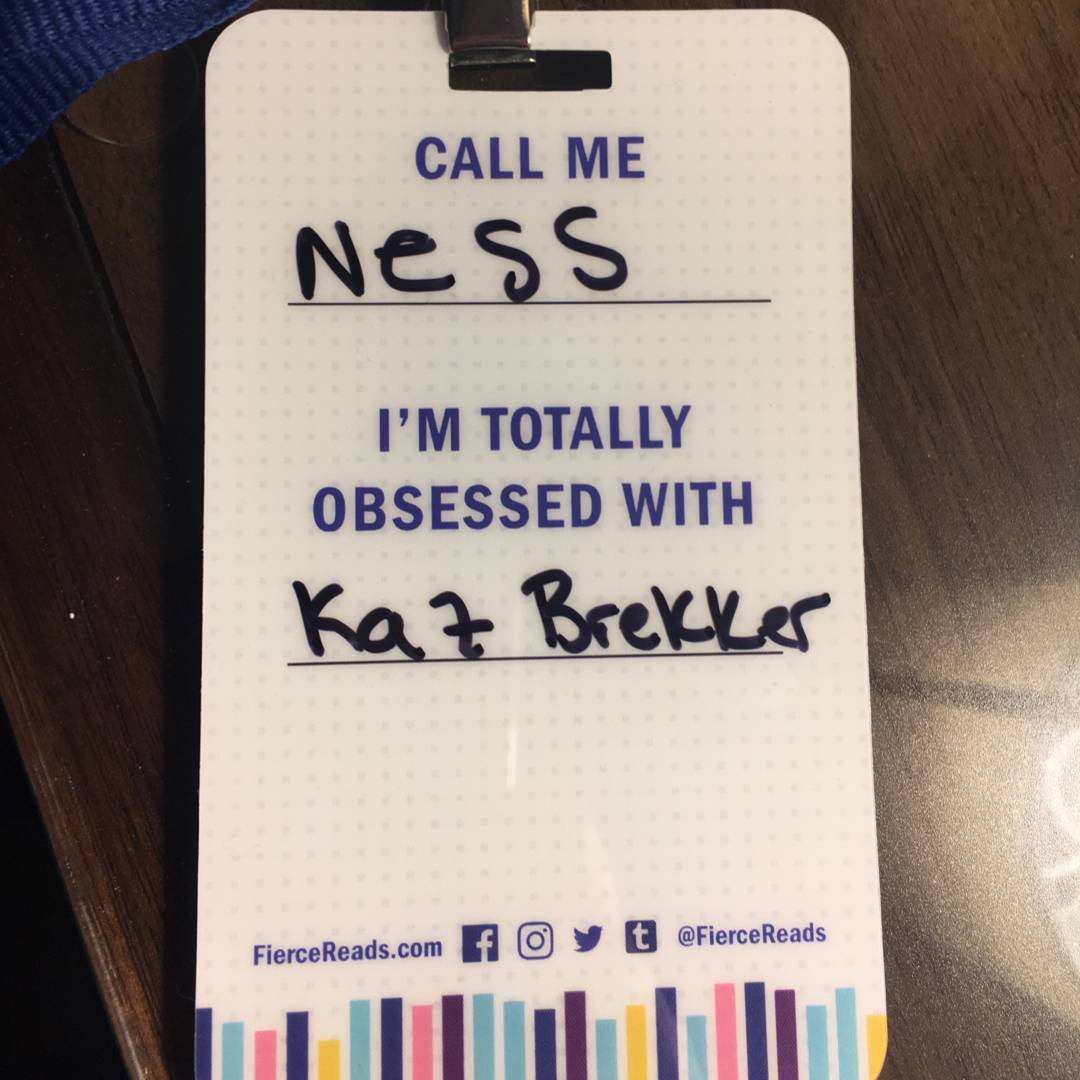 CALL ME
Ness
I'M TOTALLY
OBSESSED WITH
Kaz Brekker
FierceReads.com @FierceReads